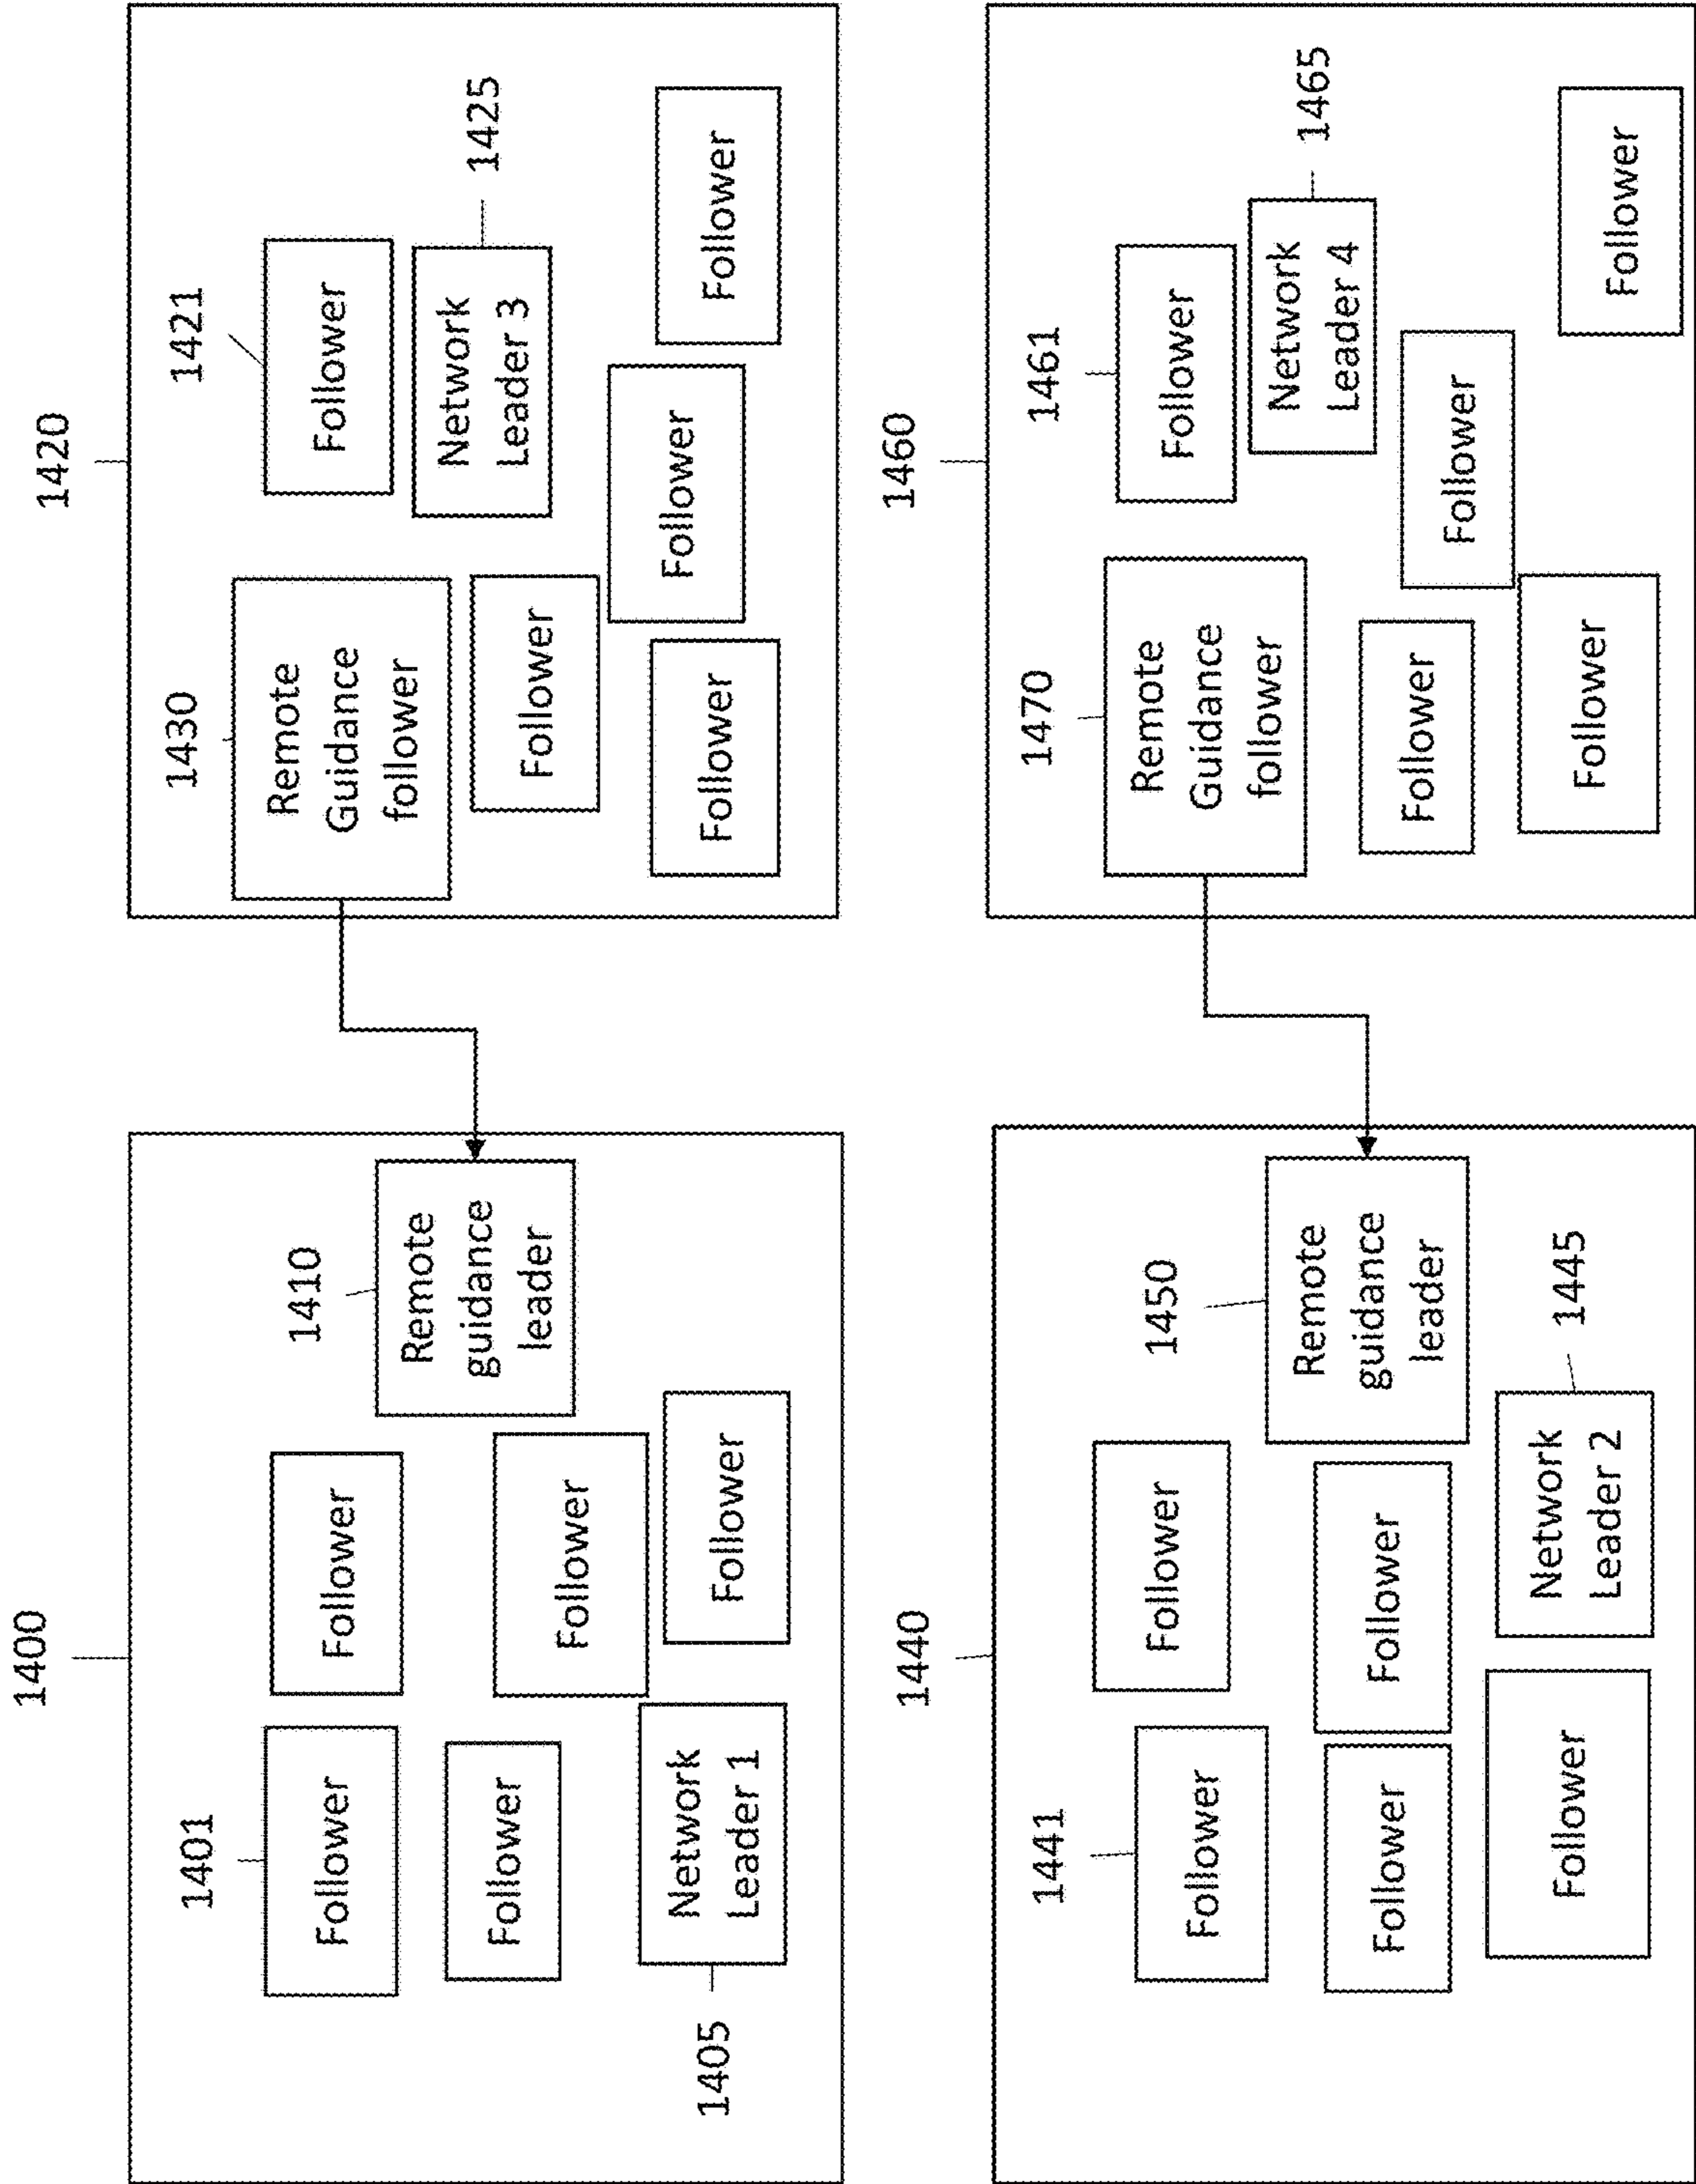 1400
1401
Follower
Follower
1410
Remote
guidance
leader
Follower
Follower
Network
Leader 1
Follower
1405
1420
1430
Remote
Guidance
follower
1421
Follower
Network
Leader 3
1425
Follower
Follower
Follower
Follower
1440
1441
Follower
Follower
1450
Remote
guidance
leader
Follower
Follower
Follower
Network
Leader 2
1445
1460
1470
Remote
Guidance
follower
1461
Follower
Network
Leader 4
1465
Follower
Follower
Follower
Follower